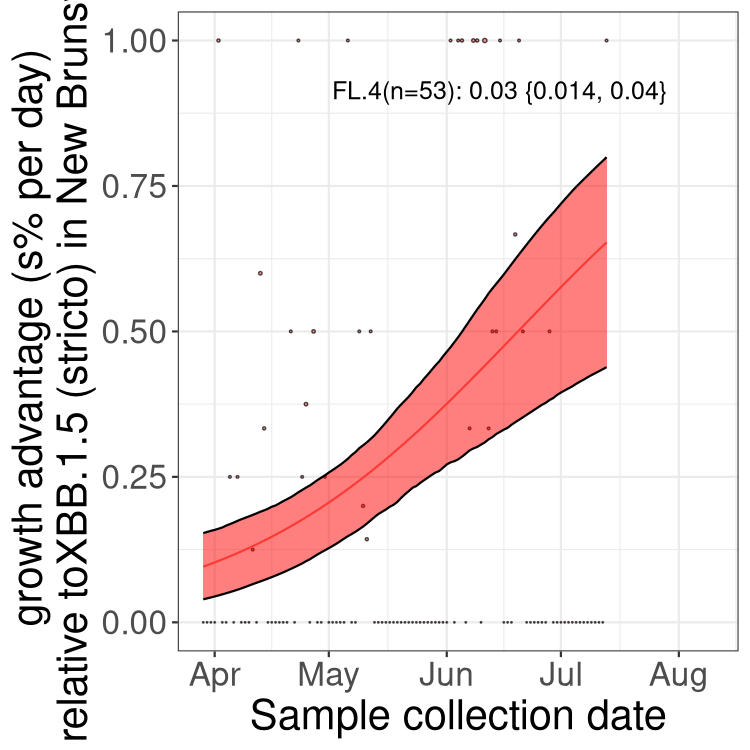 growth advantage (s% per day)
relative toXBB.1.5 (stricto) in New
1.00
0.75
0.50
0.25
0.00
FL.4(n=53): 0.03 {0.014, 0.04}
Apr May Jun Jul Aug
Sample collection date